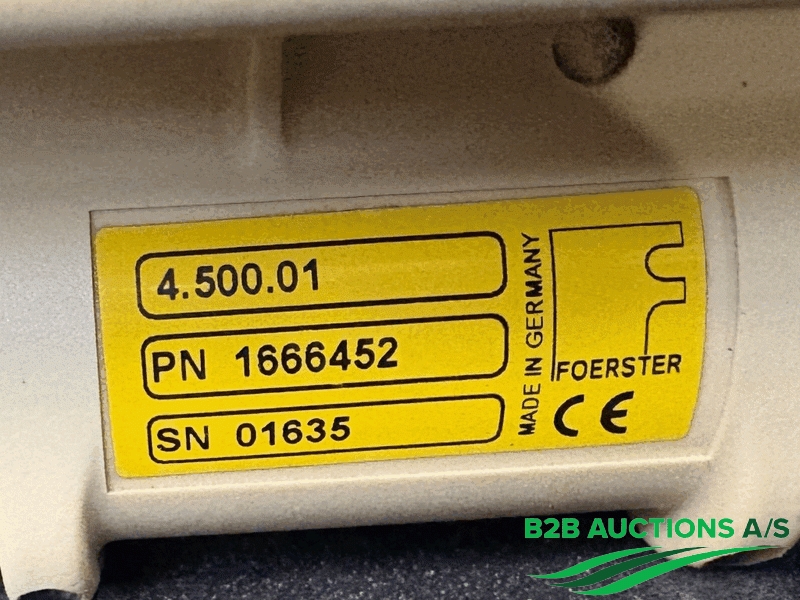 4.500.01
PN 1666452
SN 01635
MADE IN GERMANY
FOERSTER
CE
B2B AUCTIONS A/S